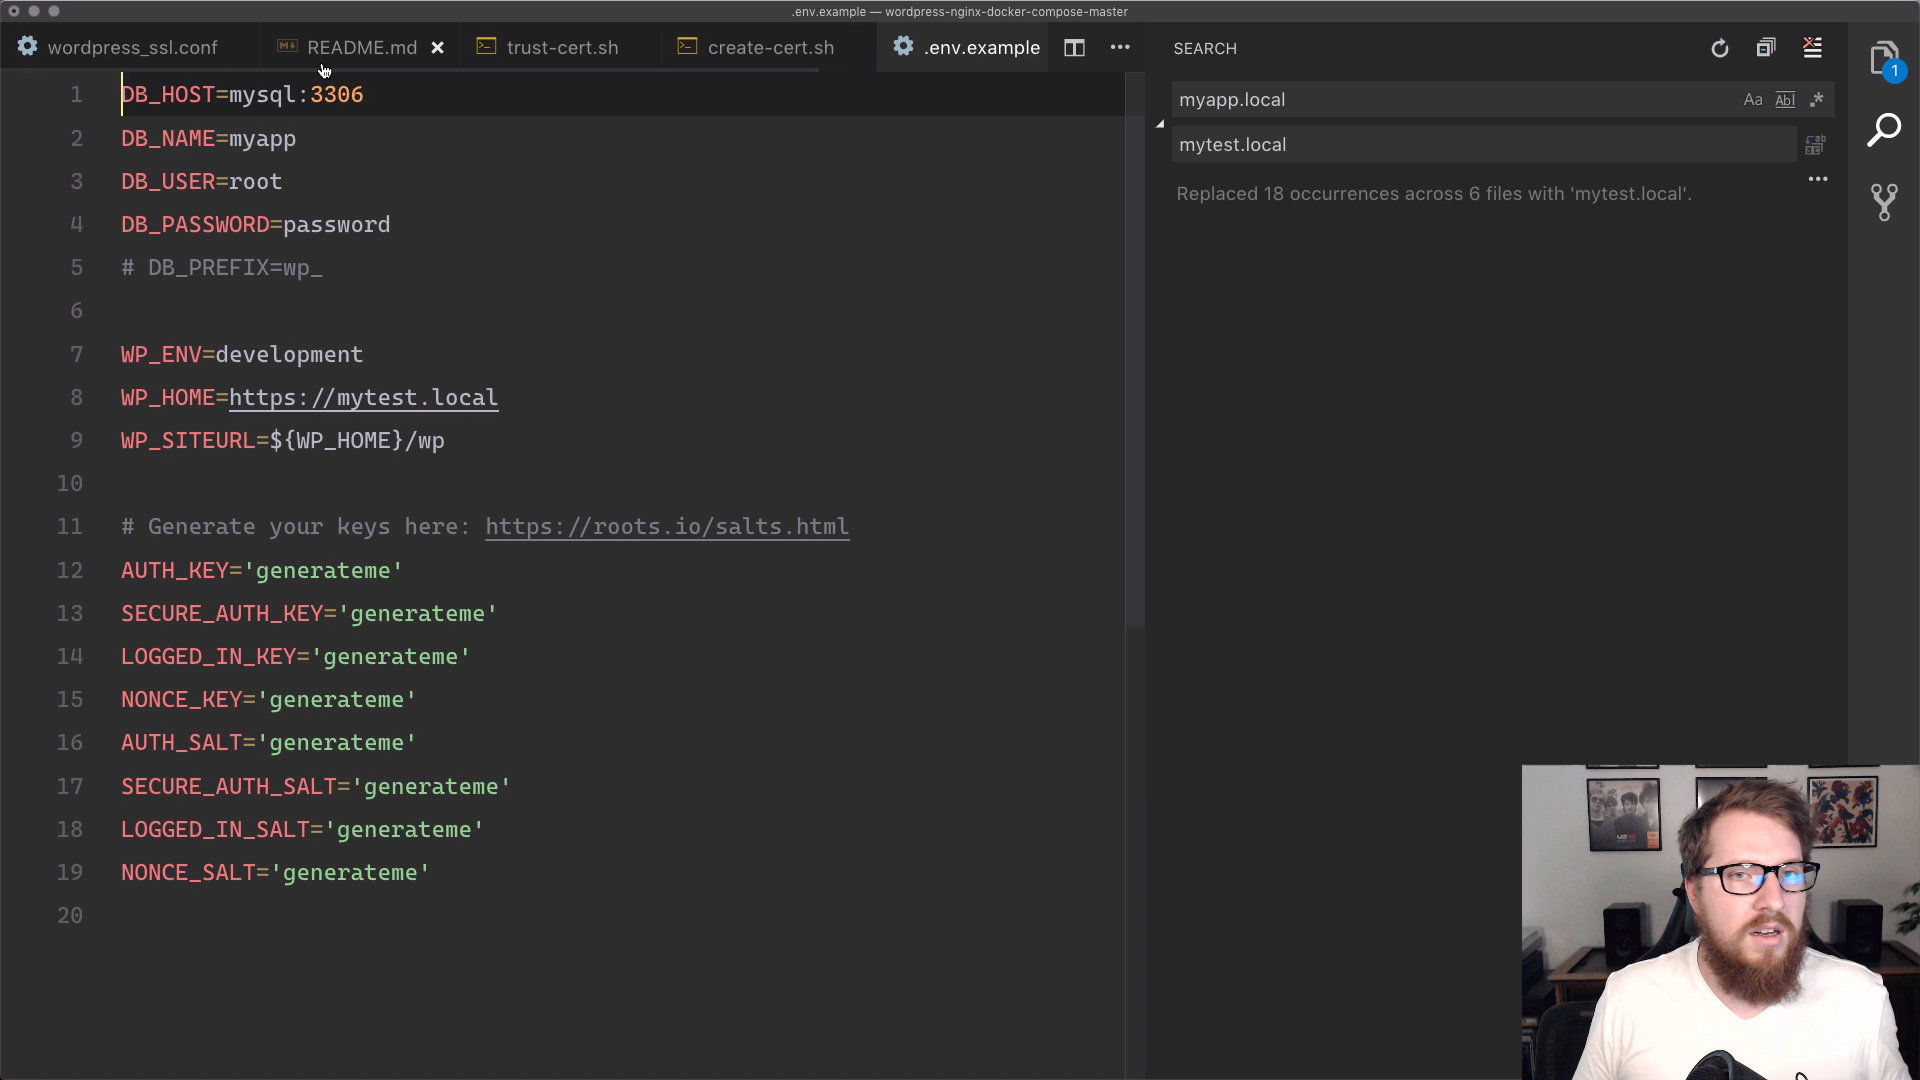 .env.example — wordpress-nginx-docker-compose-master
wordpress_ssl.conf
README.md
trust-cert.sh
create-cert.sh
.env.example
1 DB_HOST=mysql:3306
2 DB_NAME=myapp
3 DB_USER=root
4 DB_PASSWORD=password
5 # DB_PREFIX=wp_
6
7 WP_ENV=development
8 WP_HOME=https://mytest.local
9 WP_SITEURL=${WP_HOME}/wp
10
11 # Generate your keys here: https://roots.io/salts.html
12 AUTH_KEY='generateme'
13 SECURE_AUTH_KEY='generateme'
14 LOGGED_IN_KEY='generateme'
15 NONCE_KEY='generateme'
16 AUTH_SALT='generateme'
17 SECURE_AUTH_SALT='generateme'
18 LOGGED_IN_SALT='generateme'
19 NONCE_SALT='generateme'
20
SEARCH
myapp.local
Aa Abl .*
mytest.local
Replaced 18 occurrences across 6 files with 'mytest.local'.
1